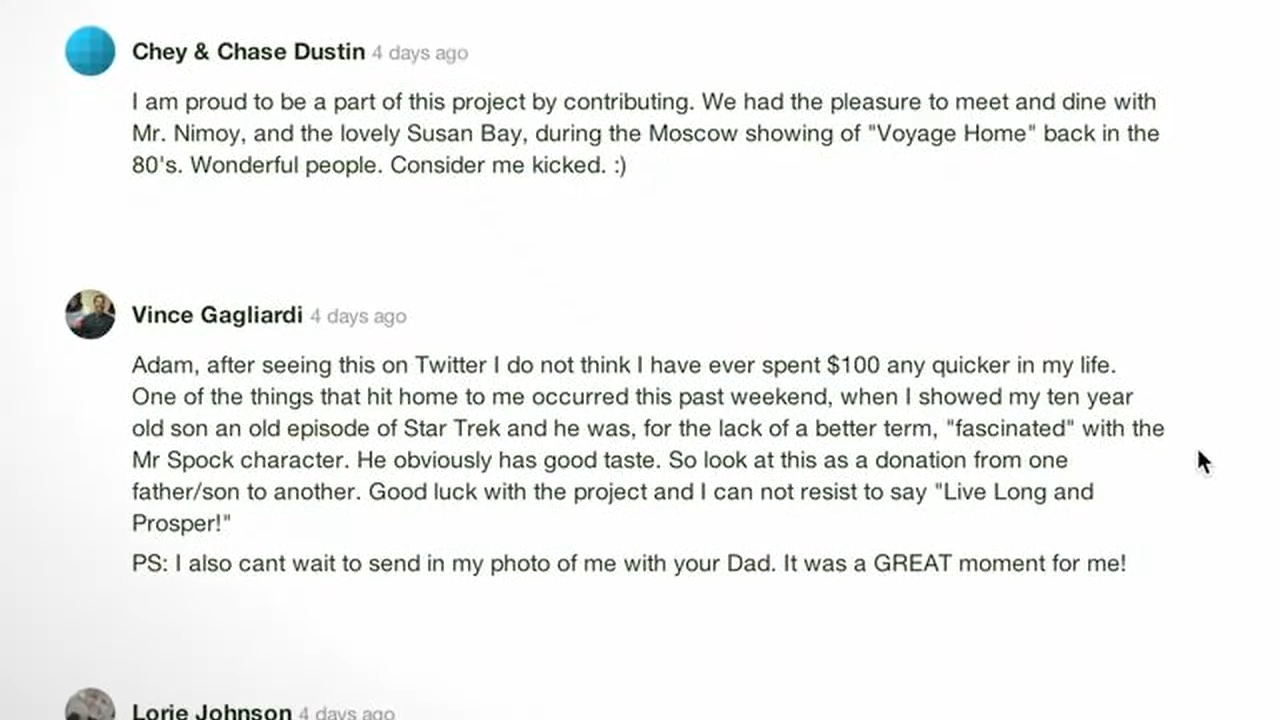 Chey & Chase Dustin 4 days ago
I am proud to be a part of this project by contributing. We had the pleasure to meet and dine with
Mr. Nimoy, and the lovely Susan Bay, during the Moscow showing of "Voyage Home" back in the
80's. Wonderful people. Consider me kicked. :)
Vince Gagliardi 4 days ago
Adam, after seeing this on Twitter I do not think I have ever spent $100 any quicker in my life.
One of the things that hit home to me occurred this past weekend, when I showed my ten year
old son an old episode of Star Trek and he was, for the lack of a better term, "fascinated" with the
Mr Spock character. He obviously has good taste. So look at this as a donation from one
father/son to another. Good luck with the project and I can not resist to say "Live Long and
Prosper!"
PS: I also cant wait to send in my photo of me with your Dad. It was a GREAT moment for me!
Lorie Johnson 4 days ago